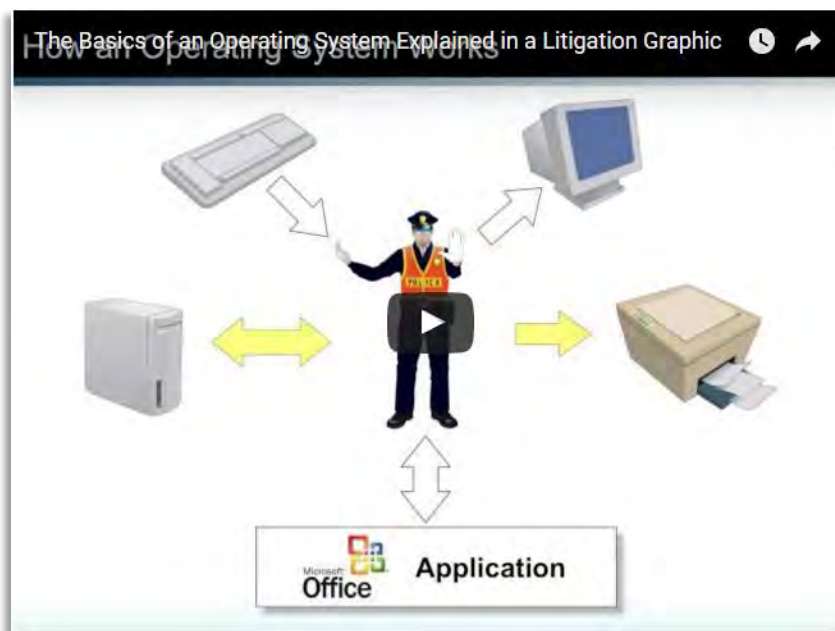 The Basics of an Operating System Explained in a Litigation Graphic
How an Operating System Works
POLICE
Microsoft
Office
Application